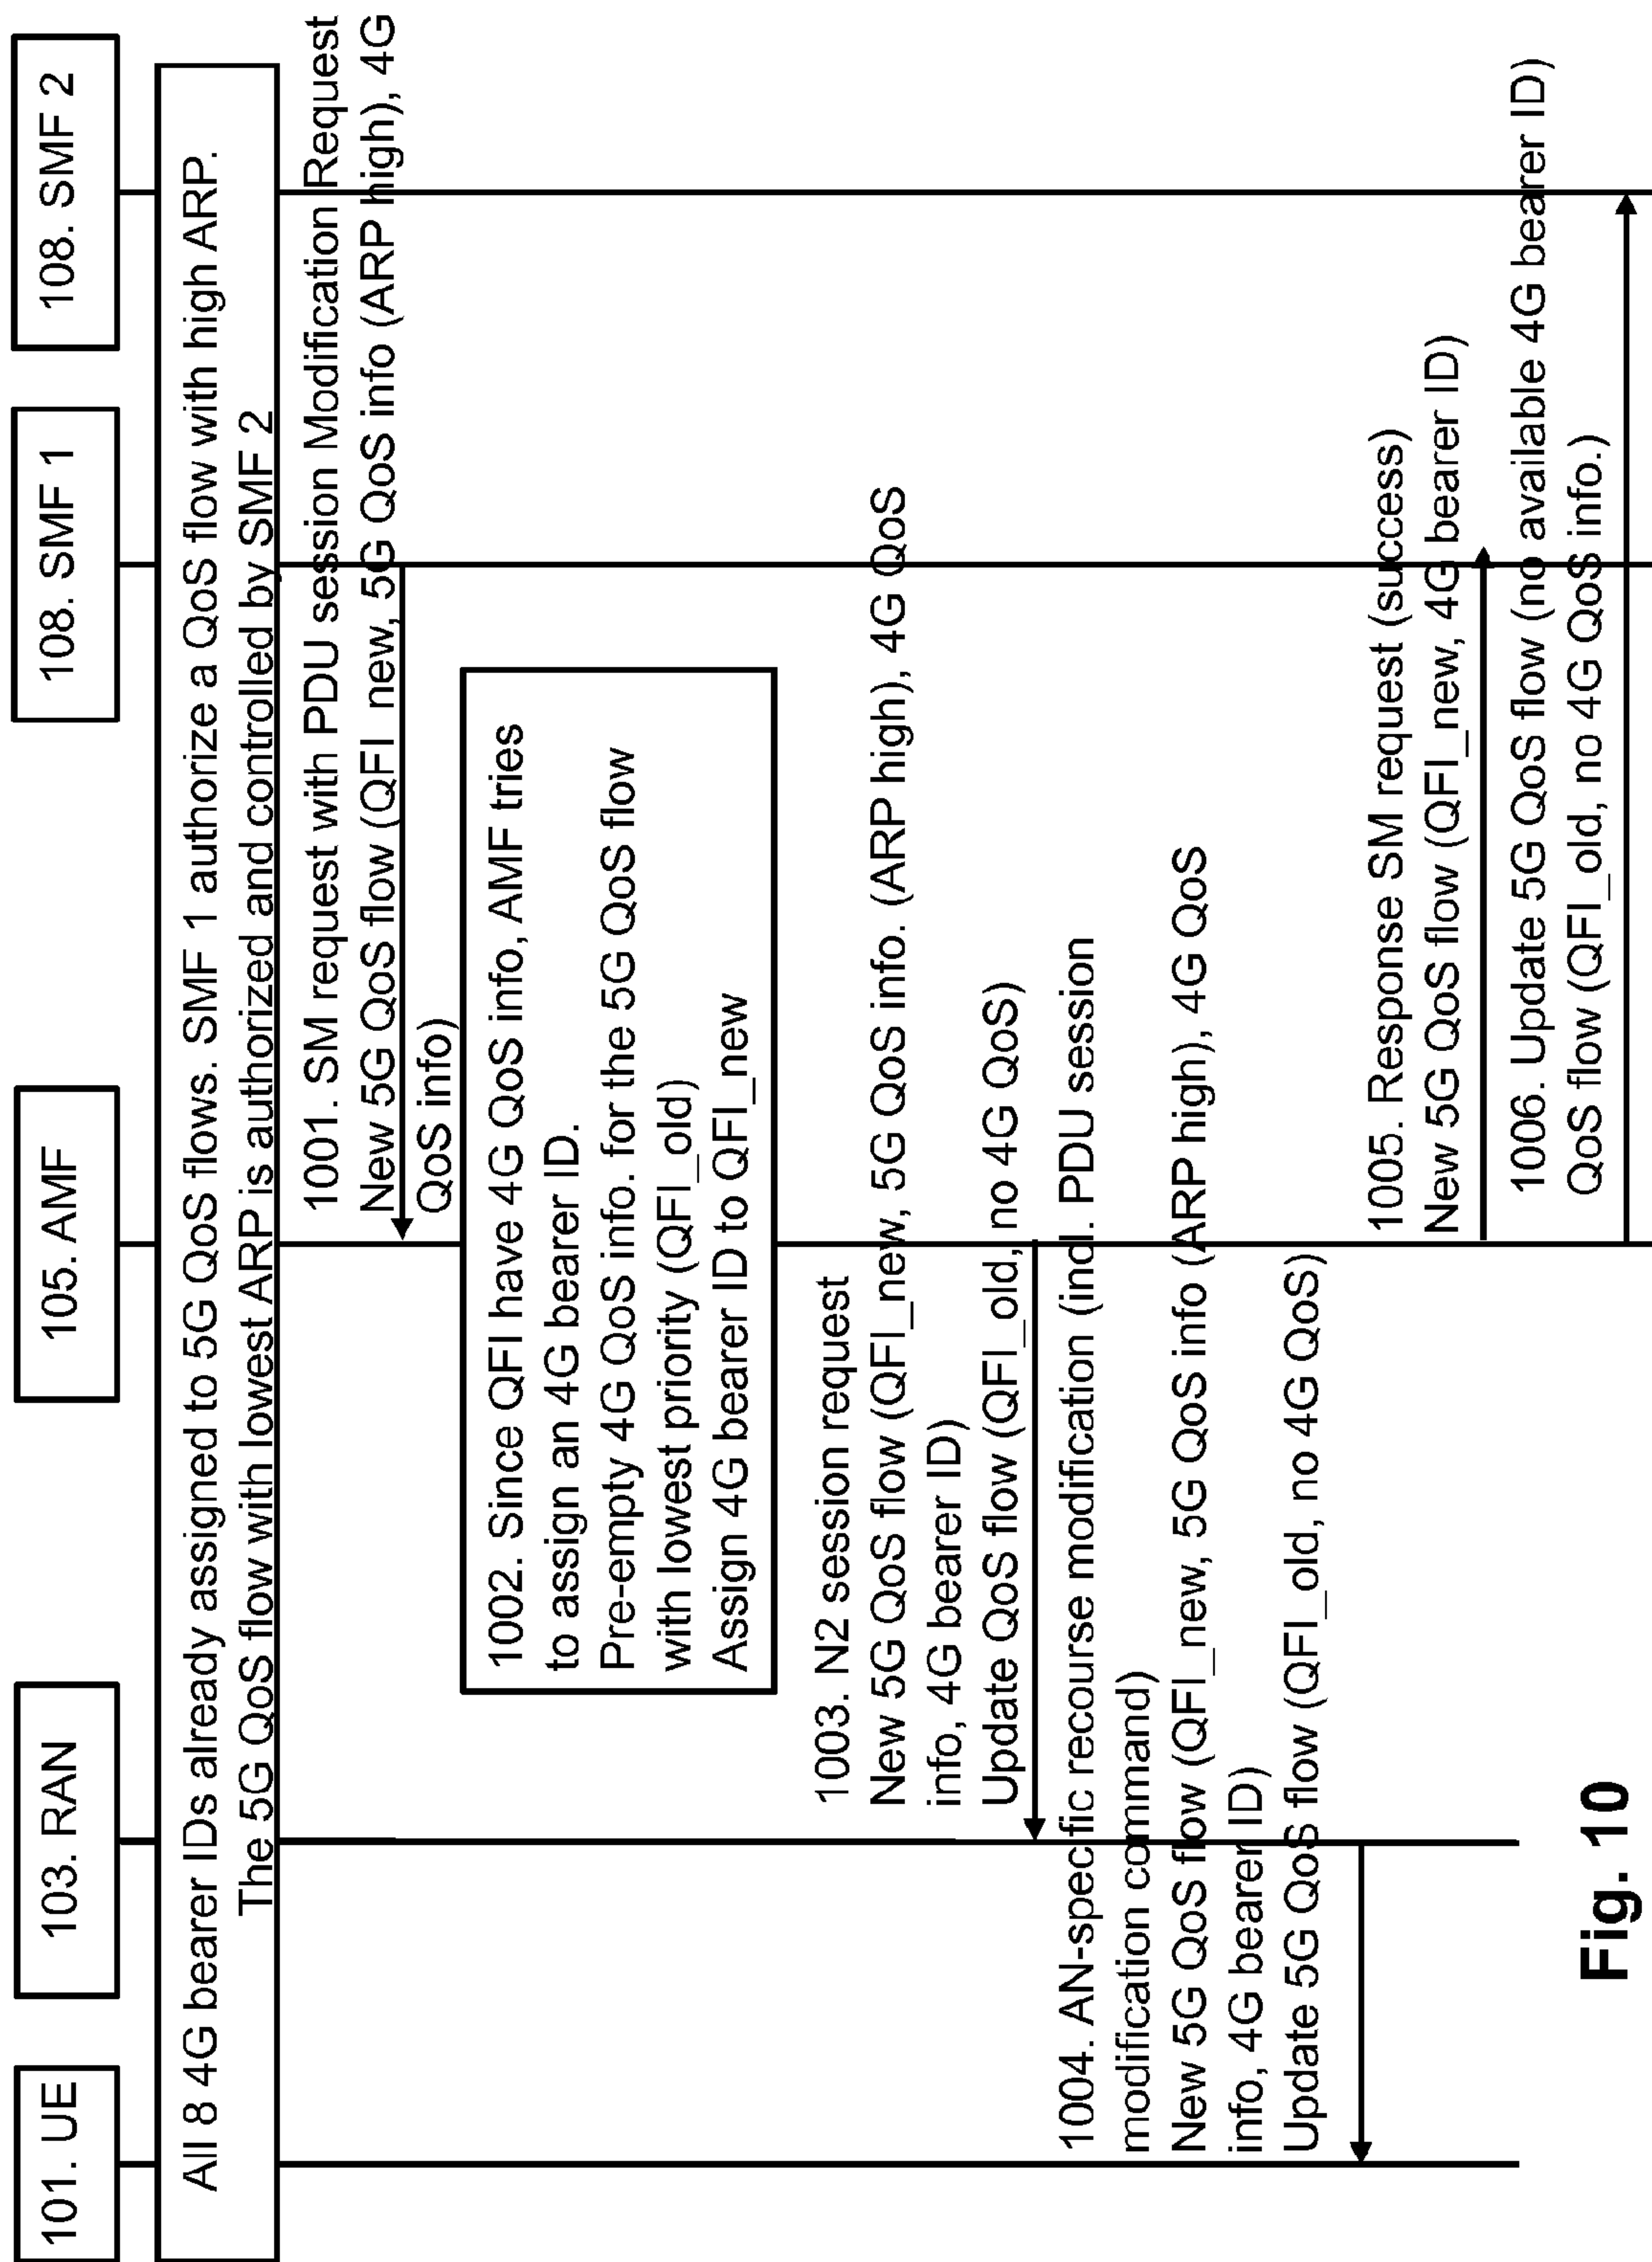 101. UE
103. RAN
105. AMF
108. SMF 1
108. SMF 2
All 8 4G bearer IDs already assigned to 5G QoS flows. SMF 1 authorize a QoS flow with high ARP.
The 5G QoS flow with lowest ARP is authorized and controlled by SMF 2
1001. SM request with PDU session Modification Request
New 5G QoS flow (QFI_new, 5G QoS info (ARP high), 4G
QoS info)
1002. Since QFI have 4G QoS info, AMF tries
to assign an 4G bearer ID.
Pre-empty 4G QoS info. for the 5G QoS flow
with lowest priority (QFI_old)
Assign 4G bearer ID to QFI_new
1003. N2 session request
New 5G QoS flow (QFI_new, 5G QoS info. (ARP high), 4G QoS
info, 4G bearer ID)
Update QoS flow (QFI_old, no 4G QoS)
1004. AN-specific recourse modification (incl. PDU session
modification command)
New 5G QoS flow (QFI_new, 5G QoS info (ARP high), 4G QoS
info, 4G bearer ID)
Update 5G QoS flow (QFI_old, no 4G QoS)
1005. Response SM request (success)
New 5G QoS flow (QFI_new, 4G bearer ID)
1006. Update 5G QoS flow (no available 4G bearer ID)
QoS flow (QFI_old, no 4G QoS info.)
Fig. 10